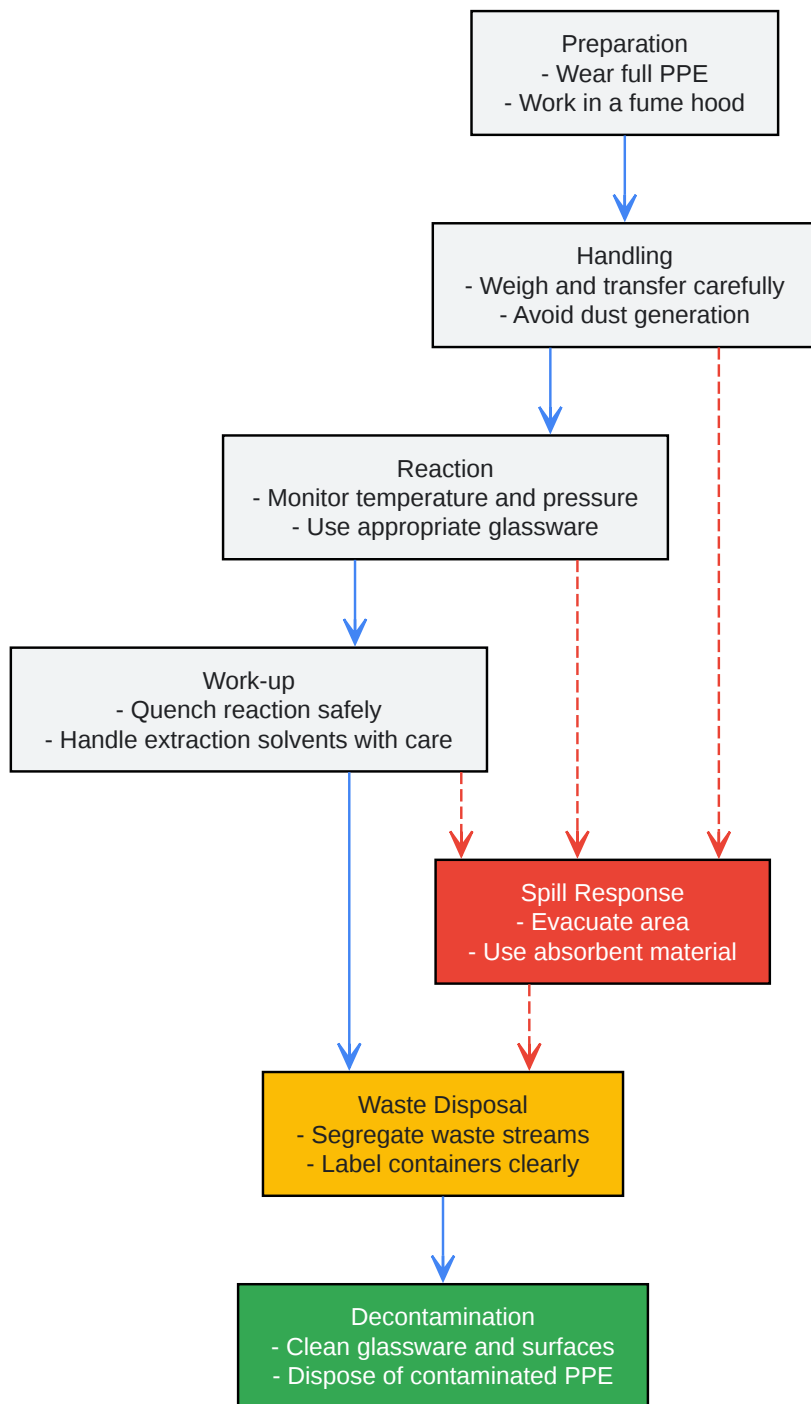 Preparation
- Wear full PPE
- Work in a fume hood
Handling
- Weigh and transfer carefully
- Avoid dust generation
Reaction
- Monitor temperature and pressure
- Use appropriate glassware
Work-up
- Quench reaction safely
- Handle extraction solvents with care
Spill Response
- Evacuate area
- Use absorbent material
Waste Disposal
- Segregate waste streams
- Label containers clearly
Decontamination
- Clean glassware and surfaces
- Dispose of contaminated PPE